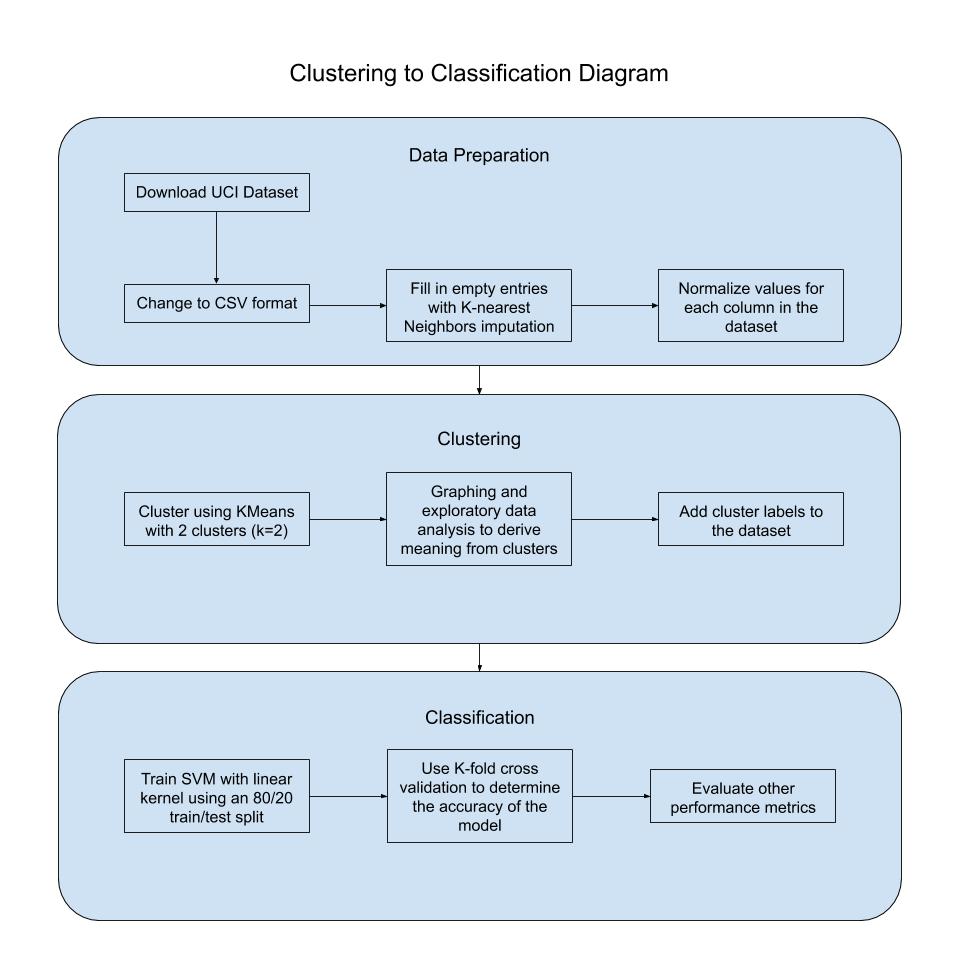 Clustering to Classification Diagram
Data Preparation
Download UCI Dataset
Change to CSV format
Fill in empty entries
with K-nearest
Neighbors imputation
Normalize values for
each column in the
dataset
Clustering
Cluster using KMeans
with 2 clusters (k=2)
Graphing and
exploratory data
analysis to derive
meaning from clusters
Add cluster labels to
the dataset
Classification
Train SVM with linear
kernel using an 80/20
train/test split
Use K-fold cross
validation to determine
the accuracy of the
model
Evaluate other
performance metrics